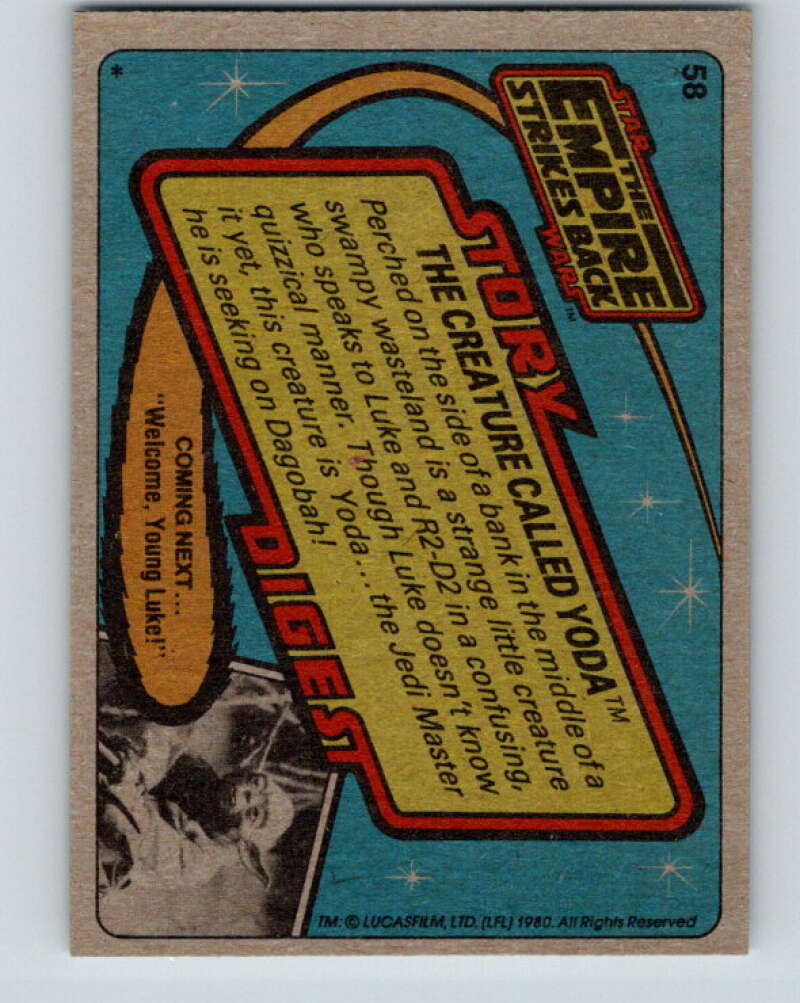 58
STAR
THE
EMPIRE
STRIKES BACK
WARS™
STORY
THE CREATURE CALLED YODA™
Perched on the side of a bank in the middle of a
swampy wasteland is a strange little creature
who speaks to Luke and R2-D2 in a confusing,
quizzical manner. Though Luke doesn't know
it yet, this creature is Yoda... the Jedi Master
he is seeking on Dagobah!
DIGEST
COMING NEXT...
"Welcome, Young Luke!"
*
TM: © LUCASFILM, LTD. (LFL) 1980. All Rights Reserved